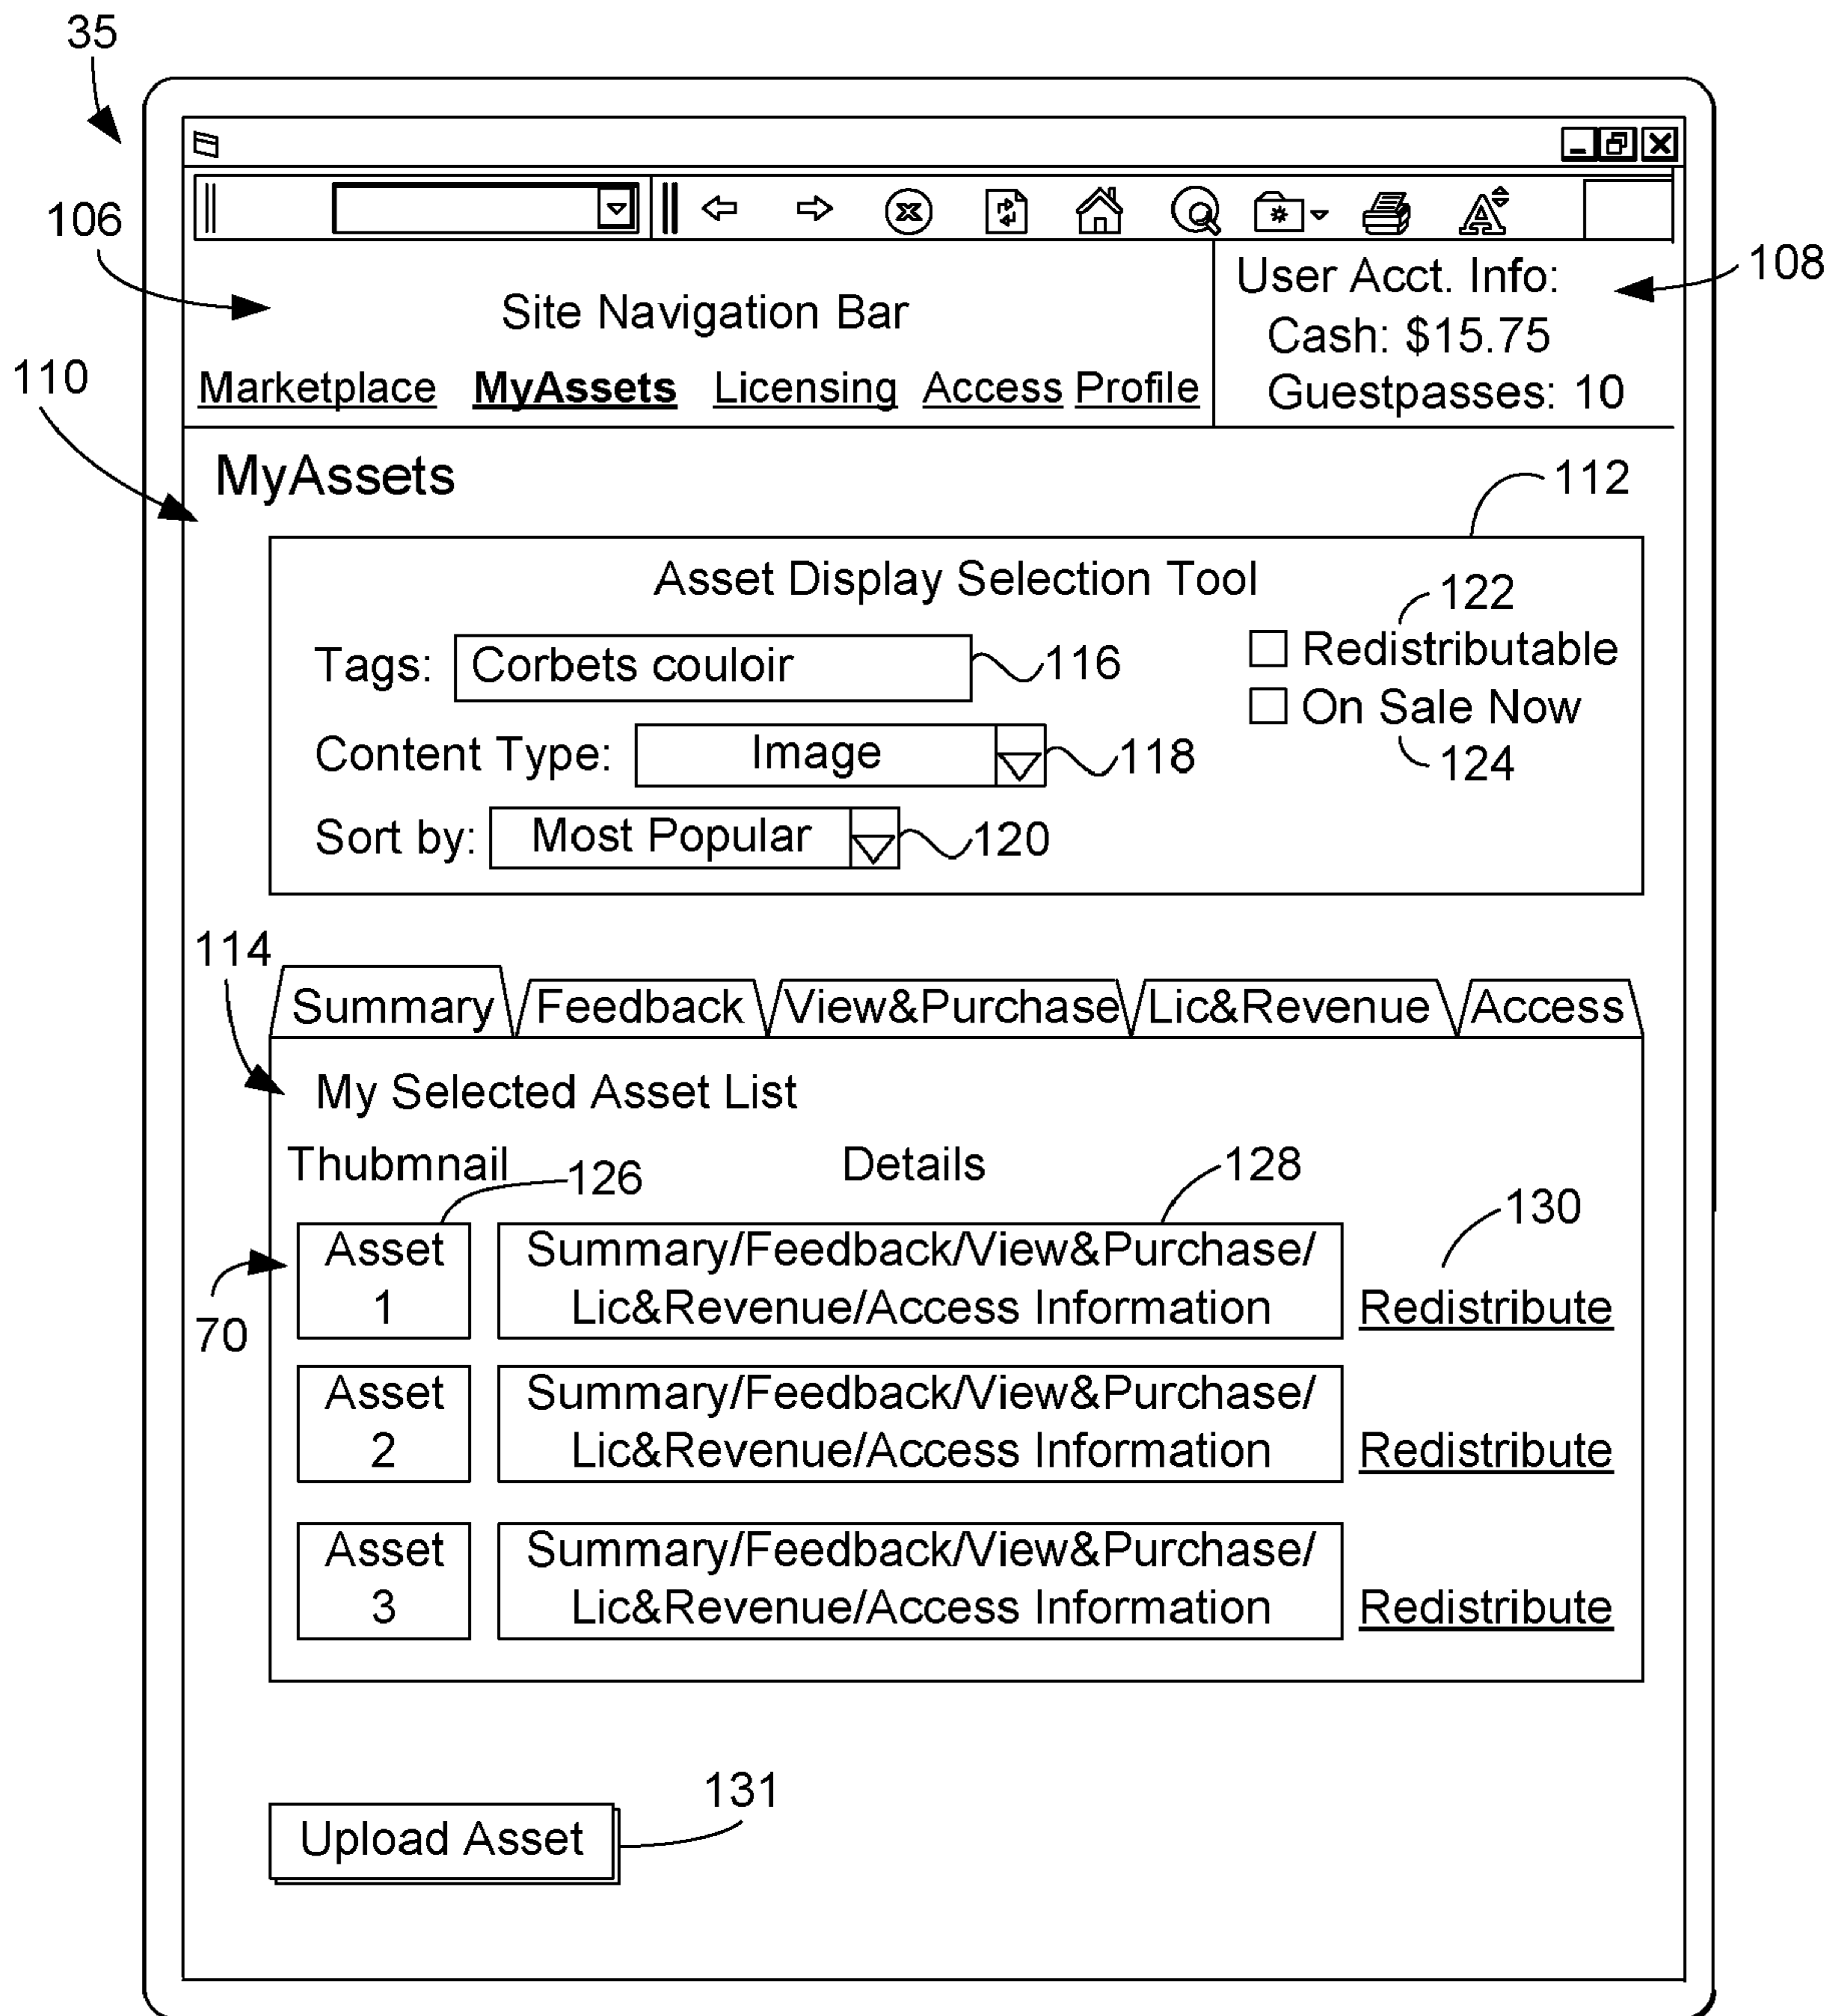 35
106
Site Navigation Bar
User Acct. Info:
108
Cash: $15.75
110
Marketplace MyAssets Licensing Access Profile
Guestpasses: 10
MyAssets
112
Asset Display Selection Tool
122
Tags: Corbets couloir 116
Redistributable
On Sale Now
Content Type: Image 118
124
Sort by: Most Popular 120
114
Summary Feedback View&Purchase Lic&Revenue Access
My Selected Asset List
Thubmnail 126 Details 128
130
Asset
1
Summary/Feedback/View&Purchase/
Lic&Revenue/Access Information
Redistribute
70
Asset
2
Summary/Feedback/View&Purchase/
Lic&Revenue/Access Information
Redistribute
Asset
3
Summary/Feedback/View&Purchase/
Lic&Revenue/Access Information
Redistribute
131
Upload Asset